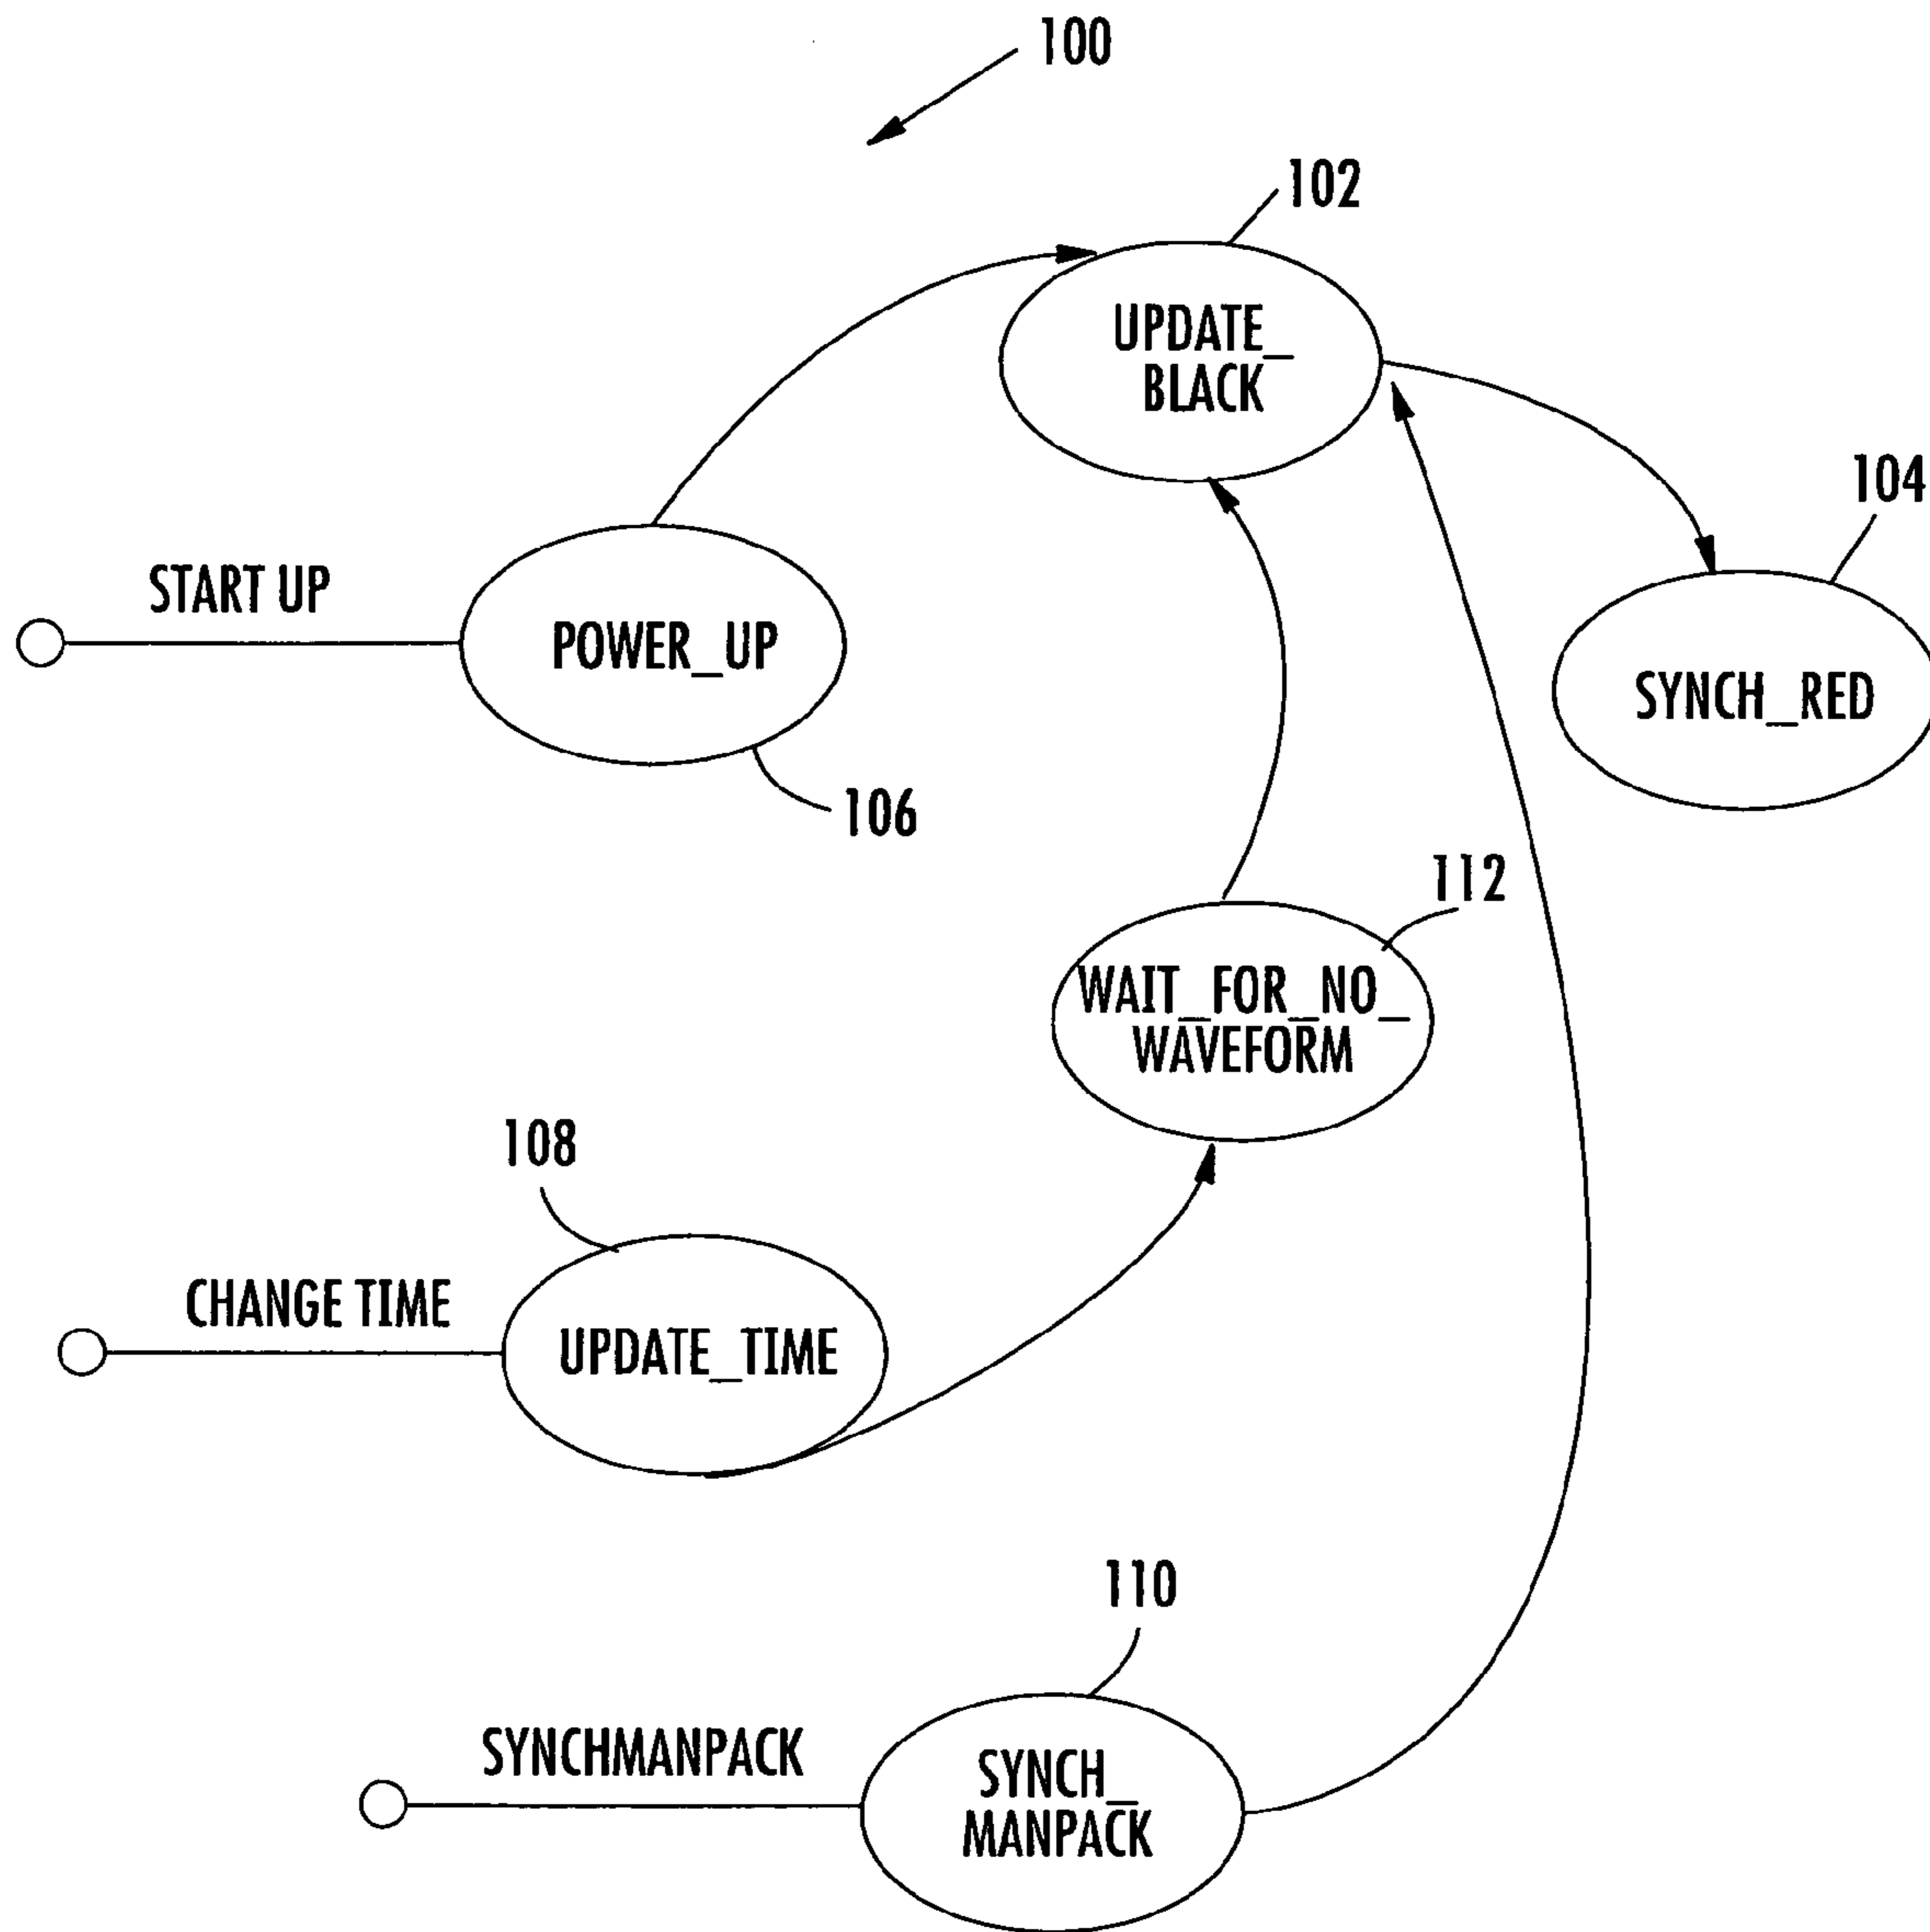 100
102
UPDATE_
BLACK
104
START UP
POWER_UP
SYNCH_RED
106
112
WAIT_FOR_NO_
WAVEFORM
108
CHANGE TIME
UPDATE_TIME
110
SYNCHMANPACK
SYNCH_
MANPACK